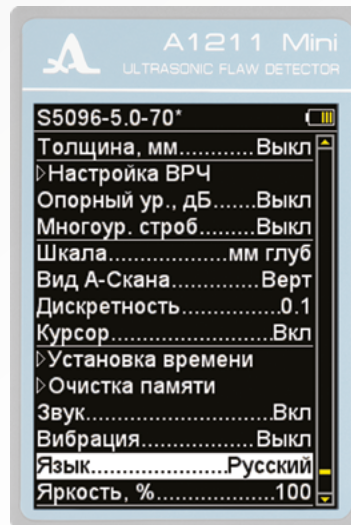 A1211 Mini
ULTRASONIC FLAW DETECTOR
S5096-5.0-70*
Толщина, мм............Выкл
▷Настройка ВРЧ
Опорный ур., дБ.......Выкл
Многоур. строб.........Выкл
Шкала.....................мм глуб
Вид А-Скана..............Верт
Дискретность...............0.1
Курсор..........................Вкл
▷Установка времени
▷Очистка памяти
Звук...............................Вкл
Вибрация..................Выкл
Язык.......................Русский
Яркость, %..................100